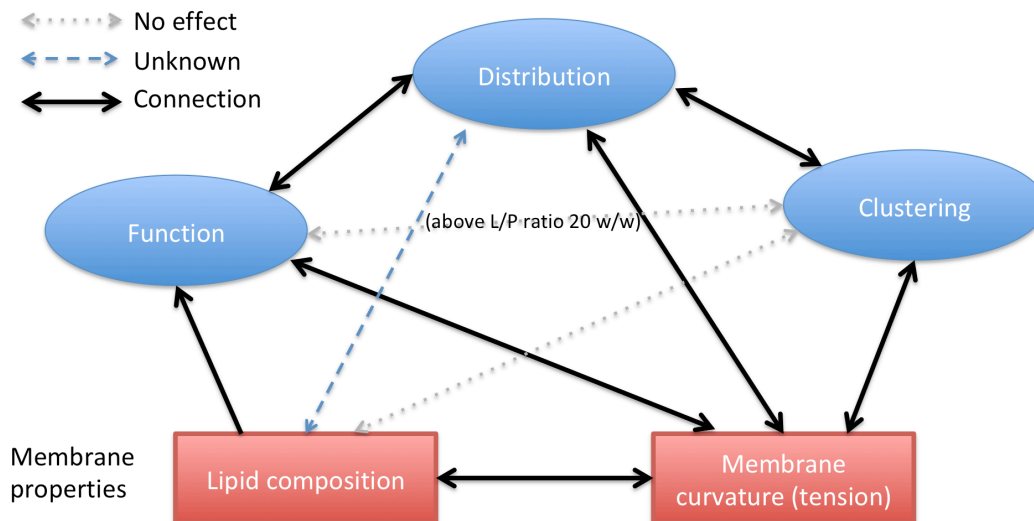 No effect
Unknown
Connection
Distribution
Function
(above L/P ratio 20 w/w)
Clustering
Membrane
properties
Lipid composition
Membrane
curvature (tension)